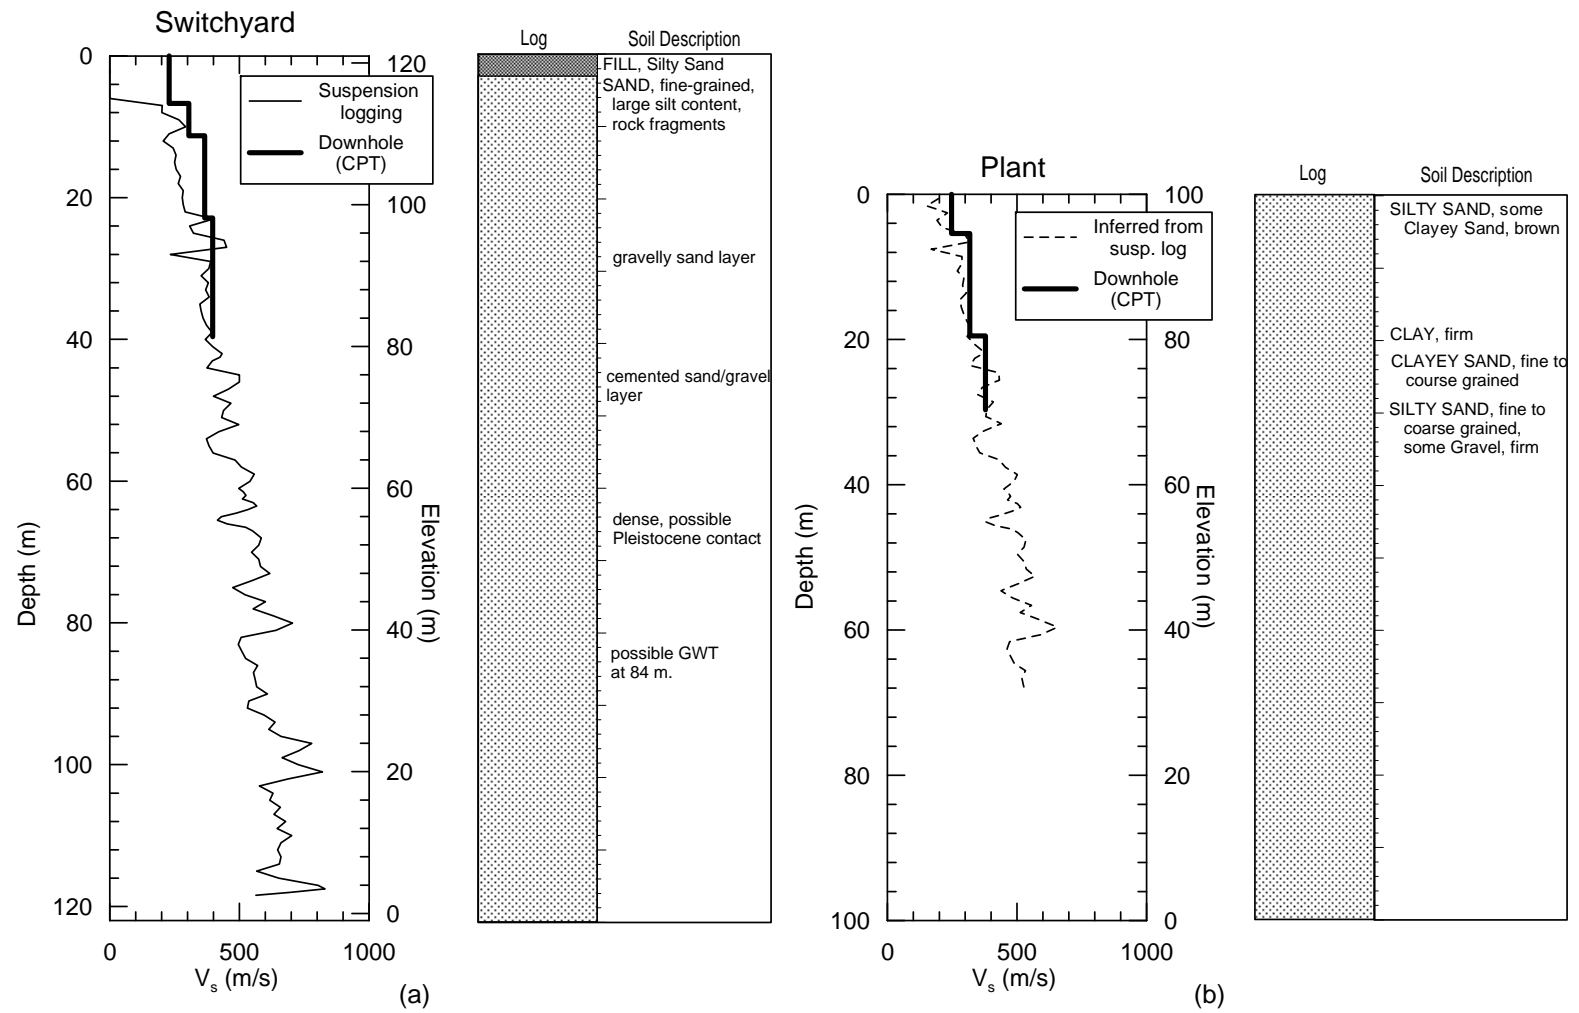 Switchyard
0
20
40
60
80
100
120
Depth (m)
0
500
1000
Vs (m/s)
120
100
80
60
40
20
0
Elevation (m)
Suspension
logging
Downhole
(CPT)
(a)
Log
Soil Description
FILL, Silty Sand
SAND, fine-grained,
large silt content,
rock fragments
gravelly sand layer
cemented sand/gravel
layer
dense, possible
Pleistocene contact
possible GWT
at 84 m.
Plant
0
20
40
60
80
100
Depth (m)
0
500
1000
Vs (m/s)
100
80
60
40
20
0
Elevation (m)
Inferred from
susp. log
Downhole
(CPT)
(b)
Log
Soil Description
SILTY SAND, some
Clayey Sand, brown
CLAY, firm
CLAYEY SAND, fine to
course grained
SILTY SAND, fine to
coarse grained,
some Gravel, firm